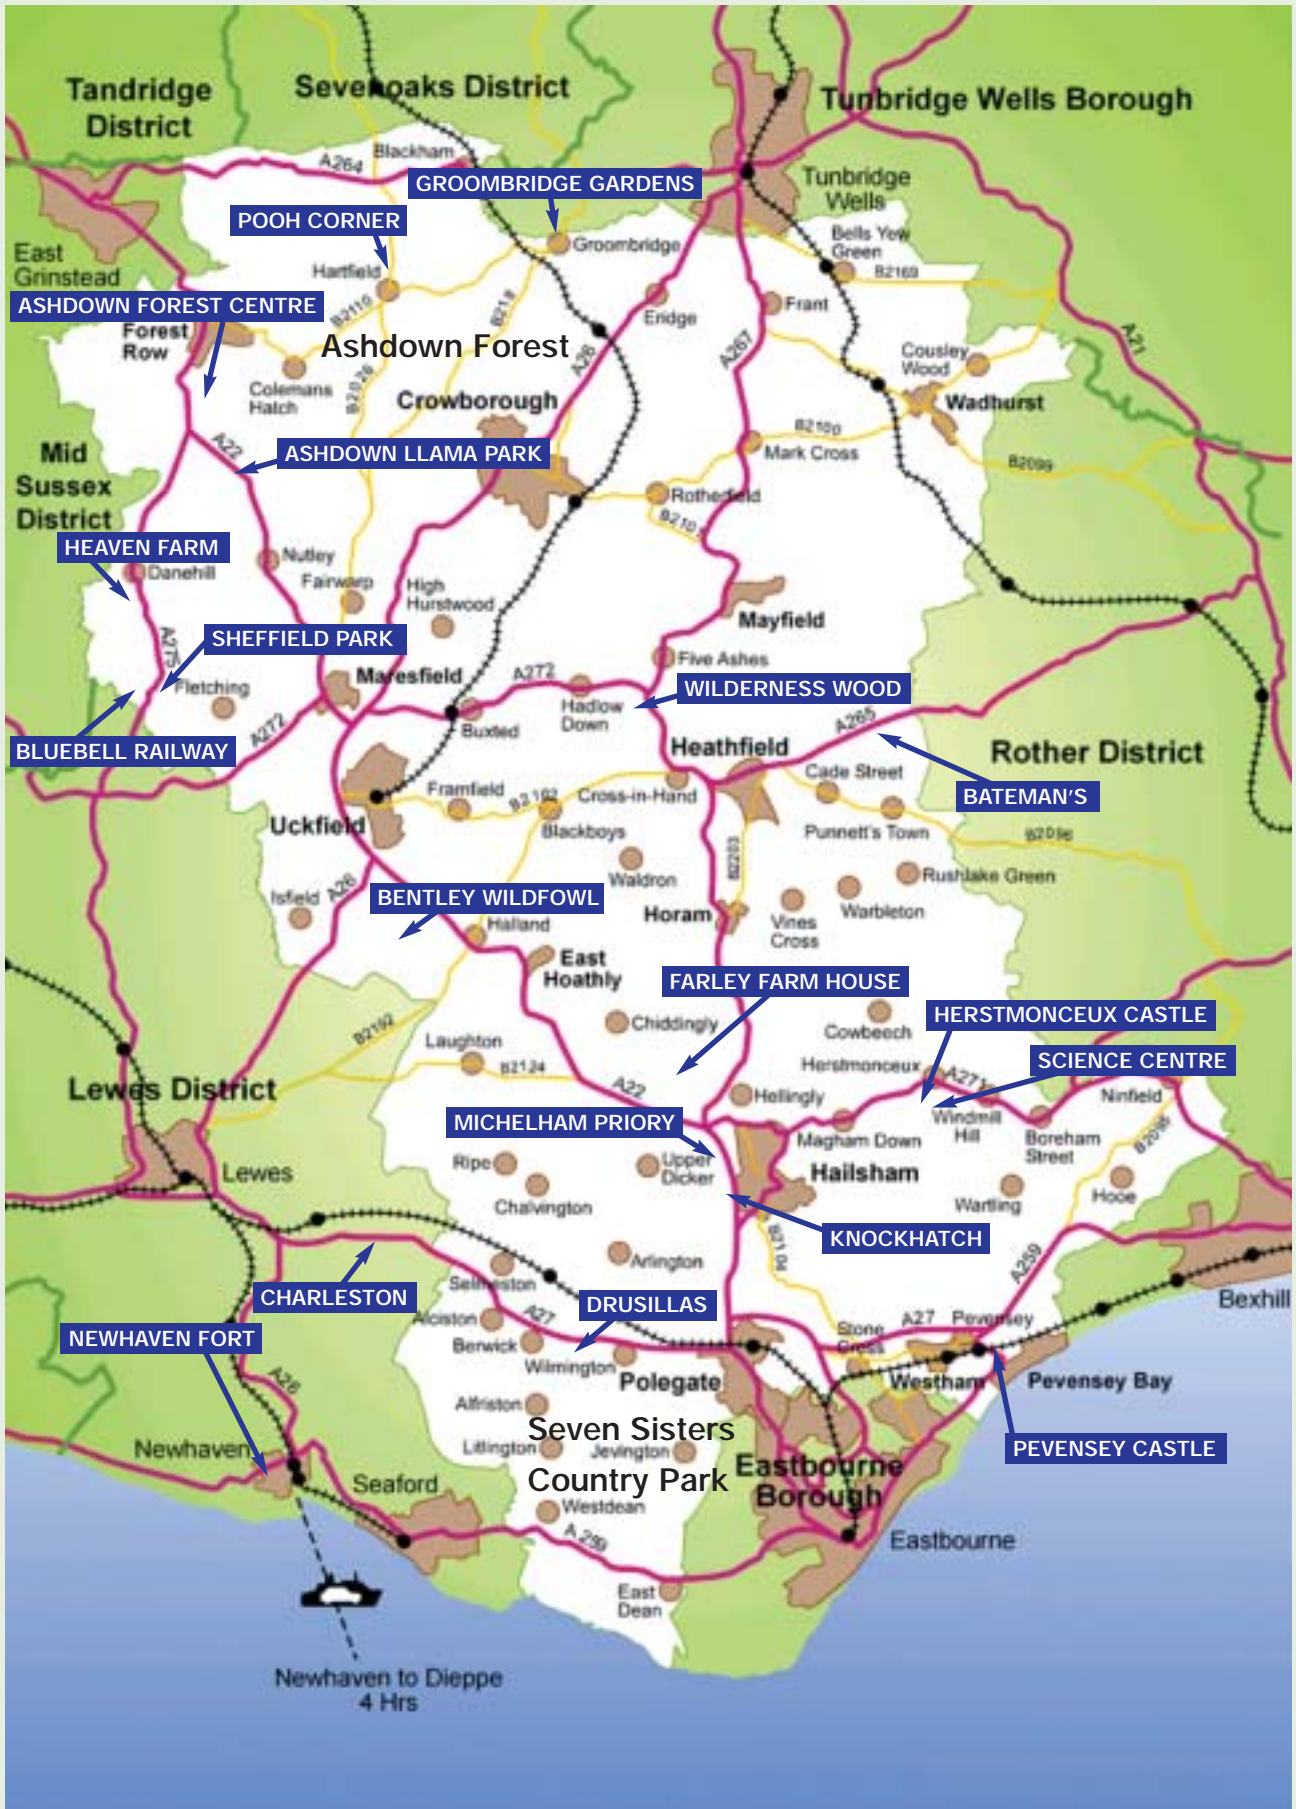 Tandridge
District
Sevenoaks District
Tunbridge Wells Borough
A264
Blackham
GROOMBRIDGE GARDENS
Tunbridge
Wells
POOH CORNER
East
Grinstead
Hartfield
Groombridge
Bells Yew
Green
B2169
ASHDOWN FOREST CENTRE
B2110
Eridge
Frant
Forest
Row
Ashdown Forest
A26
A267
A21
Cousley
Wood
Colemans
Hatch
B2026
Crowborough
Wadhurst
A22
ASHDOWN LLAMA PARK
B2100
Mark Cross
B2099
Mid
Sussex
District
Rotherfield
HEAVEN FARM
Danehill
Nutley
Fairwarp
High
Hurstwood
Mayfield
A275
SHEFFIELD PARK
Five Ashes
Fletching
Maresfield
A272
Hadlow
Down
WILDERNESS WOOD
A272
Buxted
BLUEBELL RAILWAY
Heathfield
A265
Rother District
Cade Street
BATEMAN'S
Framfield
B2102
Cross-in-Hand
Uckfield
Blackboys
Punnett's Town
B2096
Waldron
B2203
Rushlake Green
Isfield
A26
BENTLEY WILDFOWL
Horam
Vines
Cross
Warbleton
Halland
East
Hoathly
FARLEY FARM HOUSE
Chiddingly
Cowbeech
HERSTMONCEUX CASTLE
B2192
Laughton
B2124
Herstmonceux
SCIENCE CENTRE
Lewes District
A22
Hellingly
A271
Windmill
Hill
Ninfield
MICHELHAM PRIORY
Magham Down
Boreham
Street
B2095
Lewes
Ripe
Upper
Dicker
Hailsham
Chalvington
Wartling
Hooe
KNOCKHATCH
B2104
Arlington
A259
Selmeston
CHARLESTON
DRUSILLAS
Bexhill
Alciston
A27
A27
Pevensey
NEWHAVEN FORT
Berwick
Stone
Cross
Wilmington
Polegate
Westham
Pevensey Bay
A26
Alfriston
Seven Sisters
Country Park
Litlington
Jevington
PEVENSEY CASTLE
Newhaven
Eastbourne
Borough
Seaford
Westdean
A 259
Eastbourne
East
Dean
Newhaven to Dieppe
4 Hrs